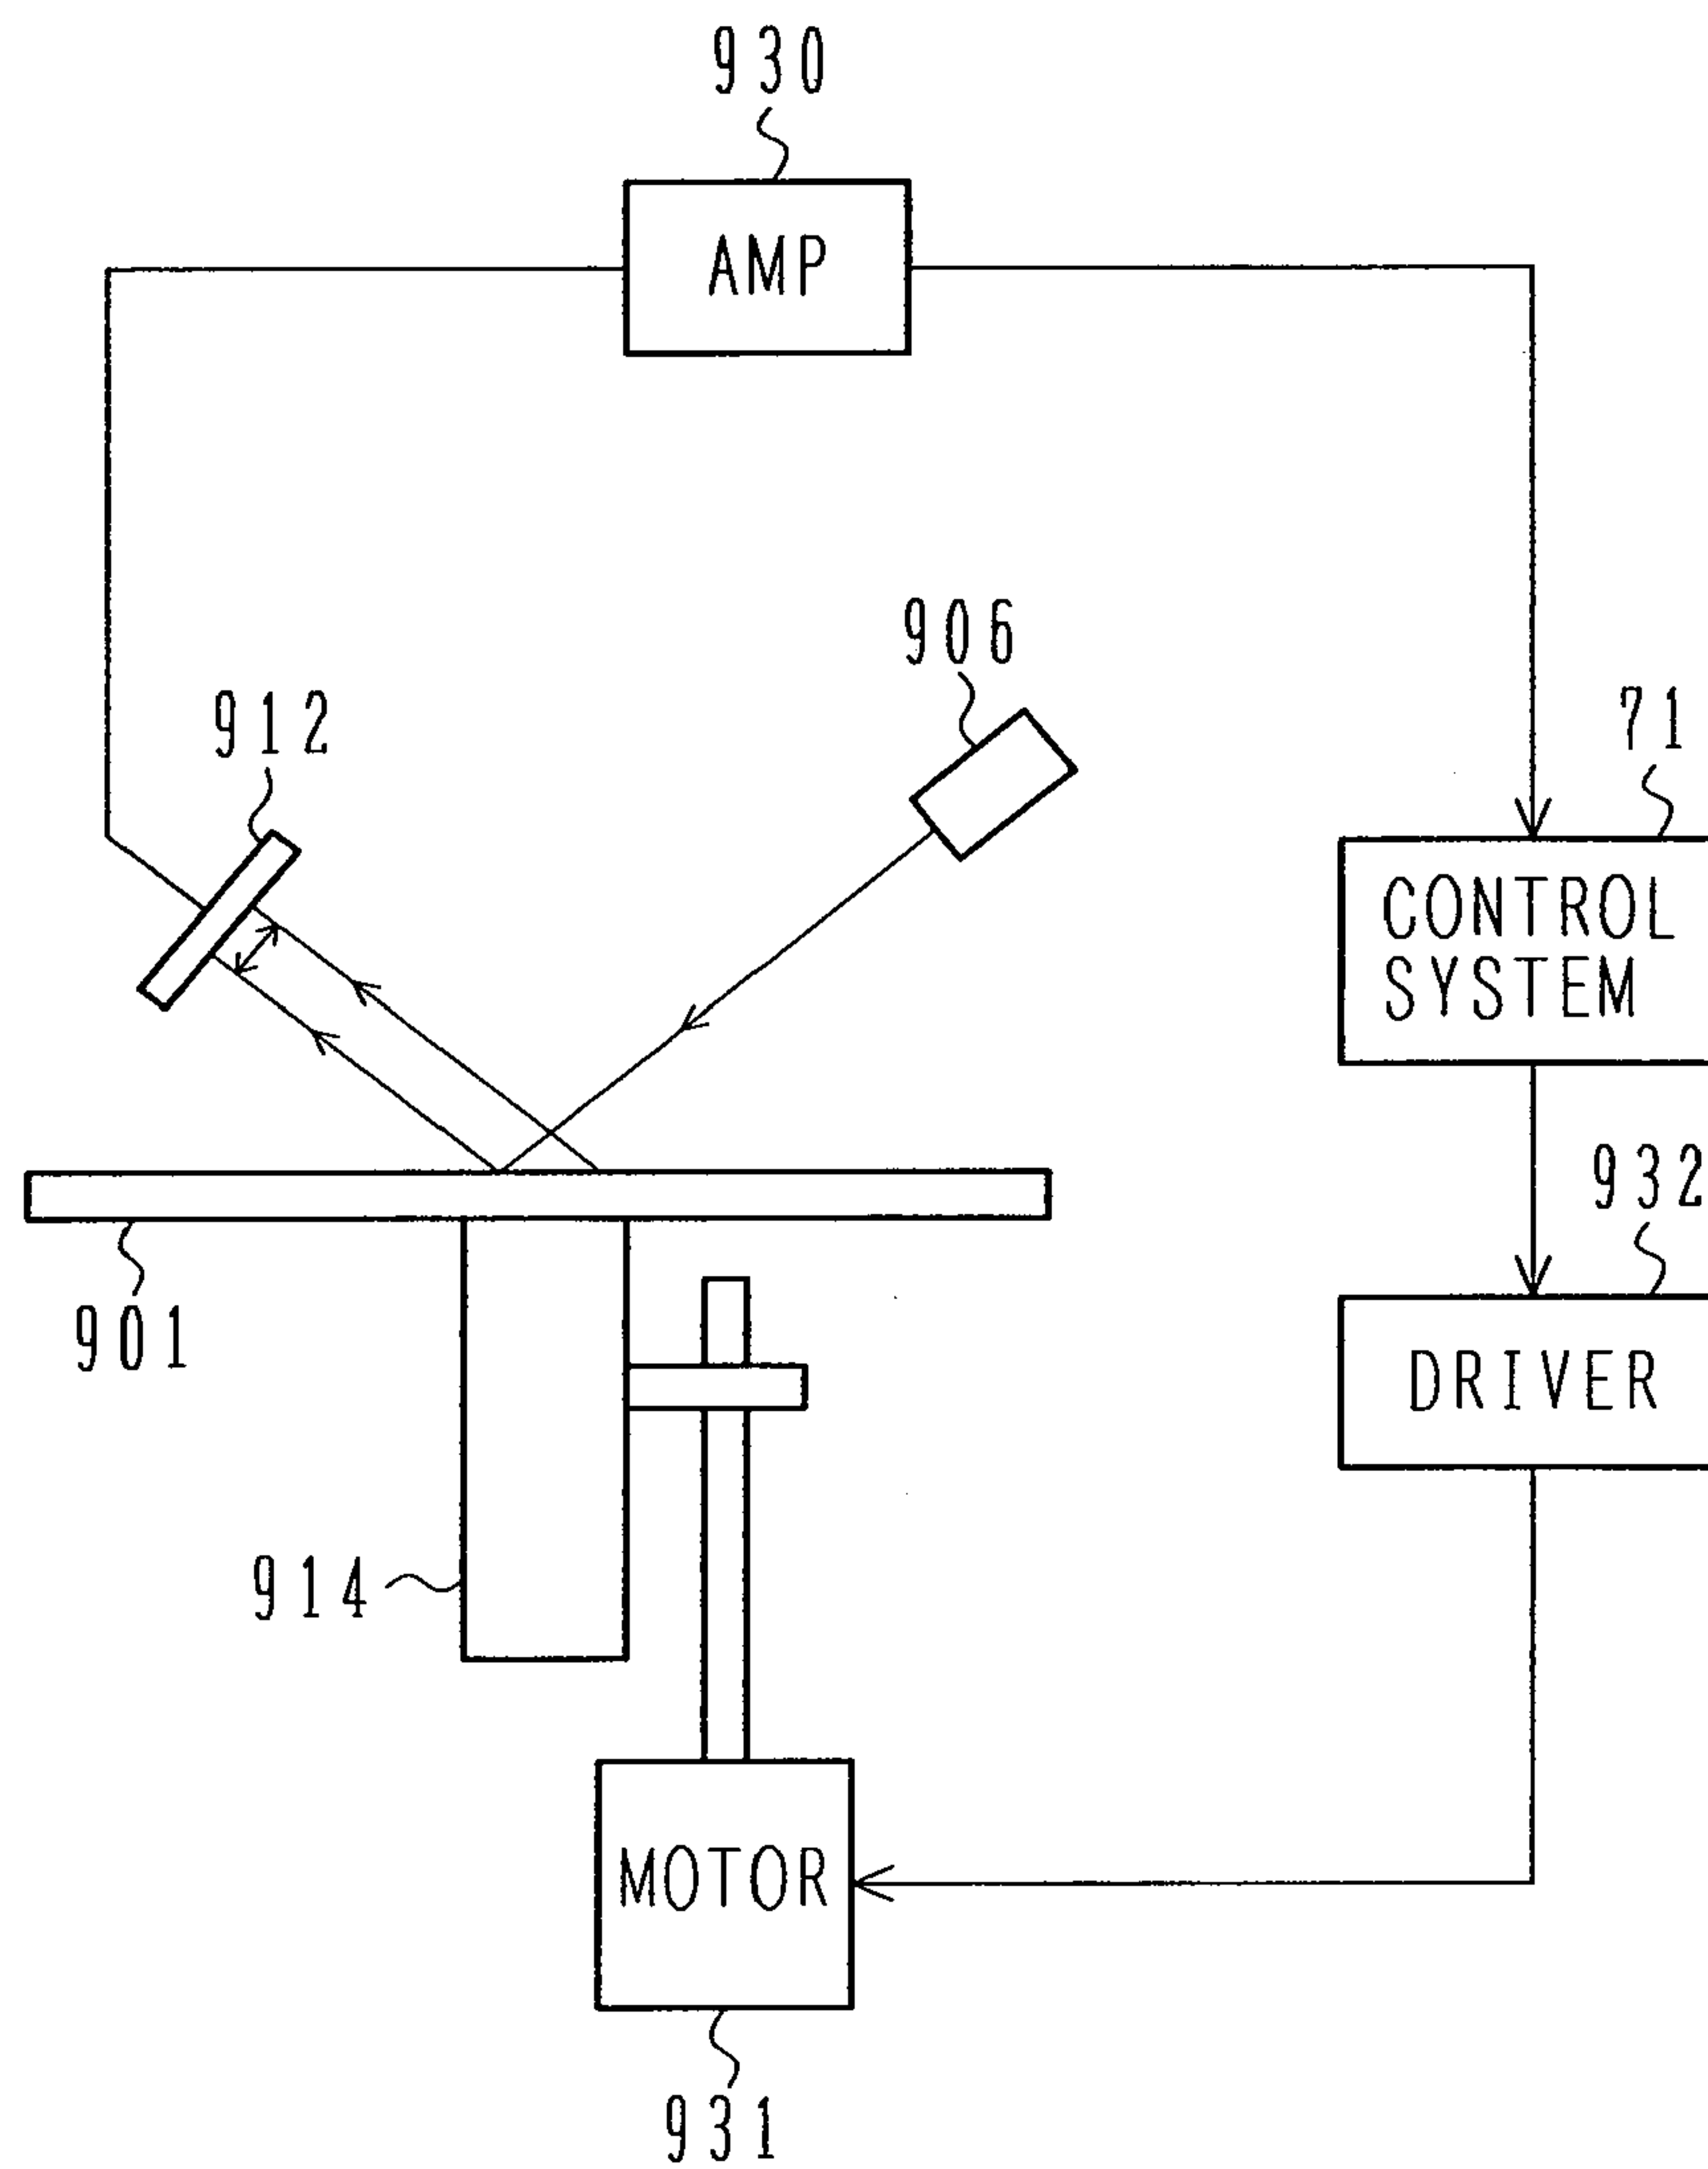 930
AMP
906
912
71
CONTROL
SYSTEM
932
901
DRIVER
914
MOTOR
931